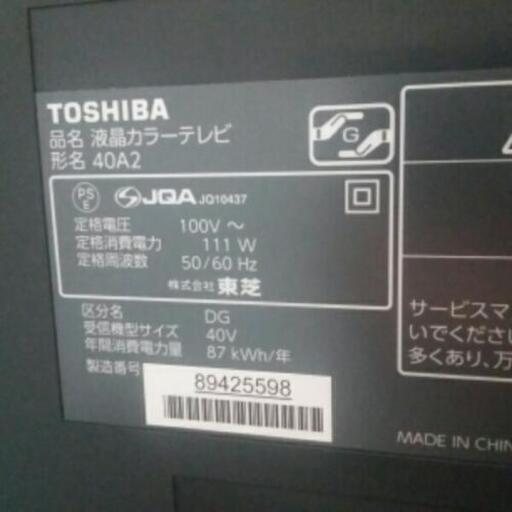 TOSHIBA
品名 液晶カラーテレビ
形名 40A2
G
PS
E
JQA JQ10437
定格電圧 100V ～
定格消費電力 111 W
定格周波数 50/60 Hz
株式会社 東芝
区分名 DG
受信機型サイズ 40V
年間消費電力量 87 kWh/年
製造番号
89425598
サービスマ
いでください
多くあり、万
MADE IN CHIN